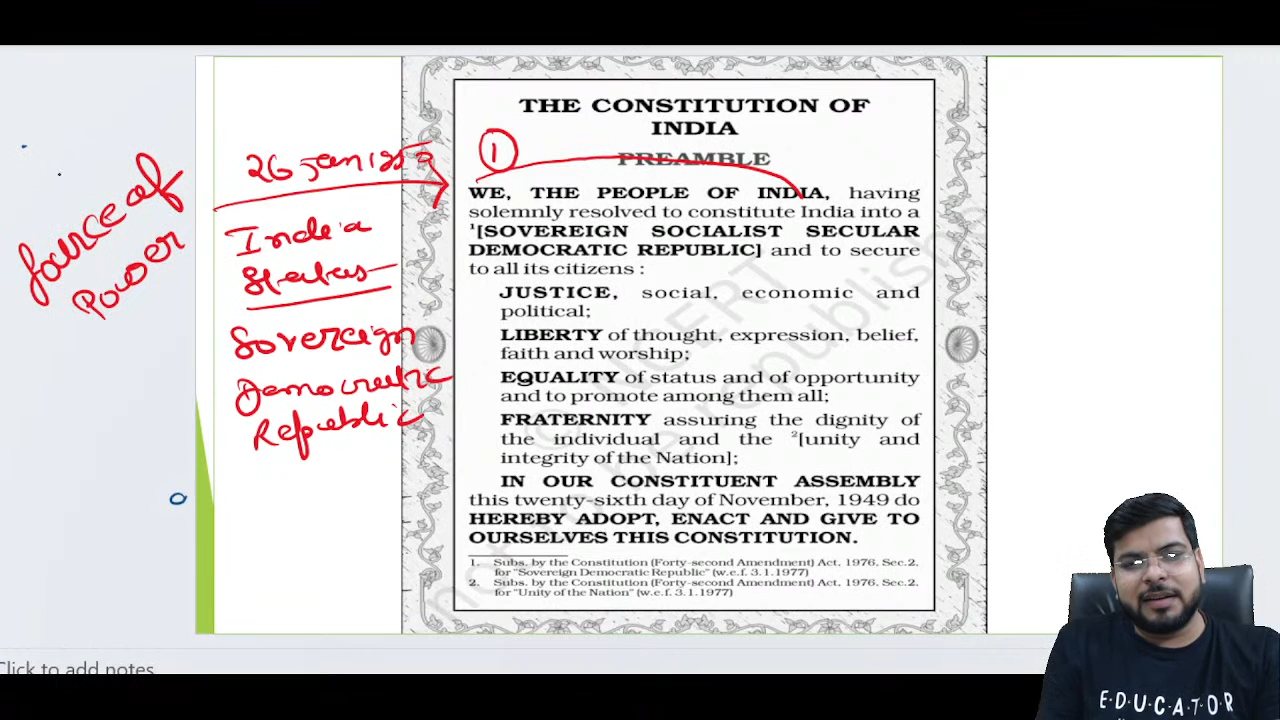 Source of
Power
26 Jan 1950
India
Status
Sovereign
Democratic
Republic
1
THE CONSTITUTION OF
INDIA
PREAMBLE
WE, THE PEOPLE OF INDIA, having
solemnly resolved to constitute India into a
1[SOVEREIGN SOCIALIST SECULAR
DEMOCRATIC REPUBLIC] and to secure
to all its citizens :
JUSTICE, social, economic and
political;
LIBERTY of thought, expression, belief,
faith and worship;
EQUALITY of status and of opportunity
and to promote among them all;
FRATERNITY assuring the dignity of
the individual and the 2[unity and
integrity of the Nation];
IN OUR CONSTITUENT ASSEMBLY
this twenty-sixth day of November, 1949 do
HEREBY ADOPT, ENACT AND GIVE TO
OURSELVES THIS CONSTITUTION.
1. Subs. by the Constitution (Forty-second Amendment) Act. 1976. Sec.2,
for "Sovereign Democratic Republic" (w.e.f. 3.1.1977)
2. Subs. by the Constitution (Forty-second Amendment) Act. 1976. Sec.2,
for "Unity of the Nation" (w.e.f. 3.1.1977)
© NCERT
not to be republished
Click to add notes
E·D·U·C·A·T·O·R